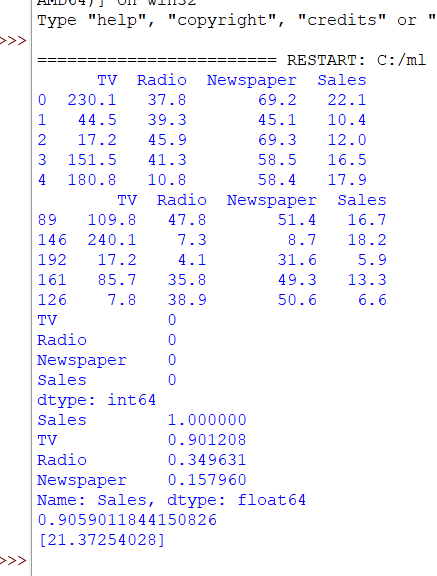 AMD64)] on win32
Type "help", "copyright", "credits" or "
>>>
========================= RESTART: C:/ml
TV Radio Newspaper Sales
0 230.1 37.8 69.2 22.1
1 44.5 39.3 45.1 10.4
2 17.2 45.9 69.3 12.0
3 151.5 41.3 58.5 16.5
4 180.8 10.8 58.4 17.9
TV Radio Newspaper Sales
89 109.8 47.8 51.4 16.7
146 240.1 7.3 8.7 18.2
192 17.2 4.1 31.6 5.9
161 85.7 35.8 49.3 13.3
126 7.8 38.9 50.6 6.6
TV 0
Radio 0
Newspaper 0
Sales 0
dtype: int64
Sales 1.000000
TV 0.901208
Radio 0.349631
Newspaper 0.157960
Name: Sales, dtype: float64
0.9059011844150826
[21.37254028]
>>>